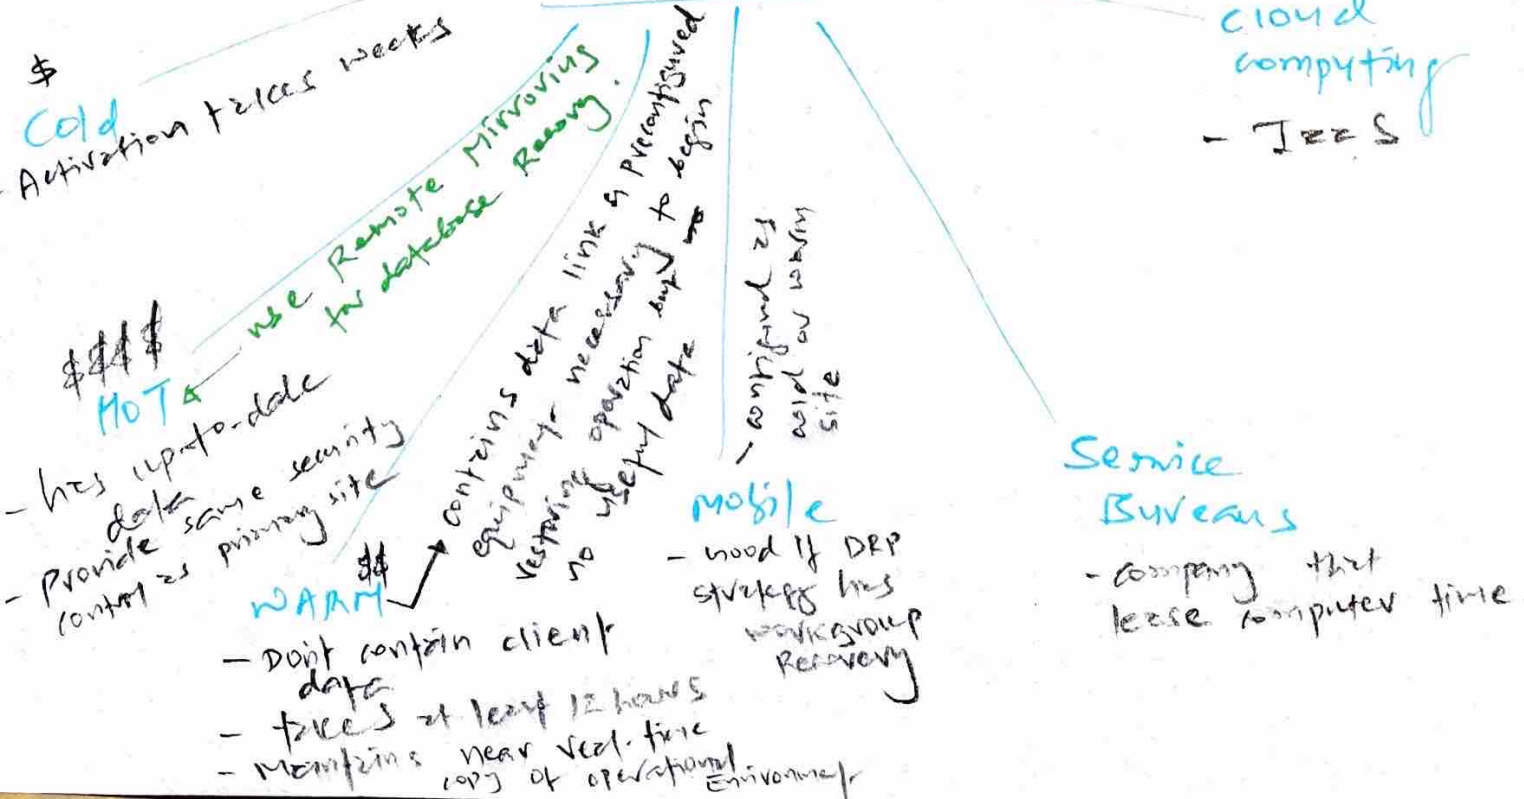 $
Cold
- Activation takes weeks
use Remote Mirroring
for database Recovery.
$$$$
HOT
- has up-to-date
data
- Provide same security
control as primary site
$$
WARM
contains data link & preconfigured
equipment necessary to begin
restoring operation but
no useful data
- Don't contain client
data
- takes at least 12 hours
- Maintains near real-time
copy of operational Environment
- configured as
cold or warm
site
Mobile
- Good if DRP
strategy has
workgroup
Recovery
Service
Bureaus
- company that
lease computer time
cloud
computing
- IaaS